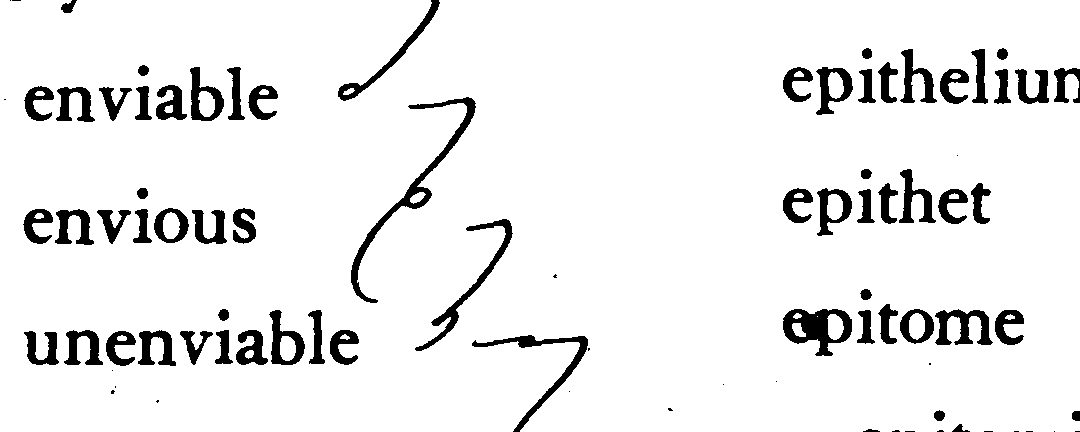 enviable
envious
unenviable
epithelium
epithet
epitome